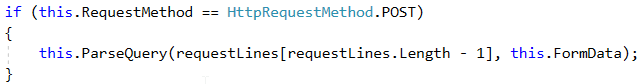 if (this.RequestMethod == HttpRequestMethod.POST)
{
    this.ParseQuery(requestLines[requestLines.Length - 1], this.FormData);
}